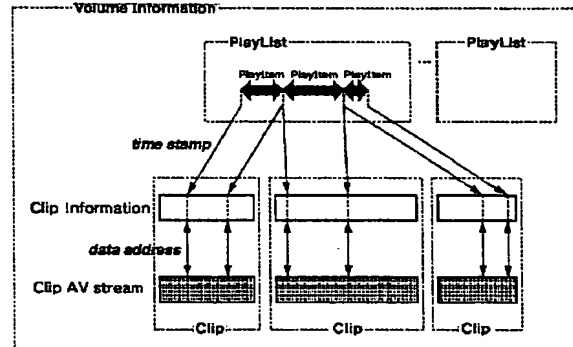 Volume Information
PlayList
PlayList
PlayItem PlayItem PlayItem
...
time stamp
Clip Information
data address
Clip AV stream
Clip
Clip
Clip